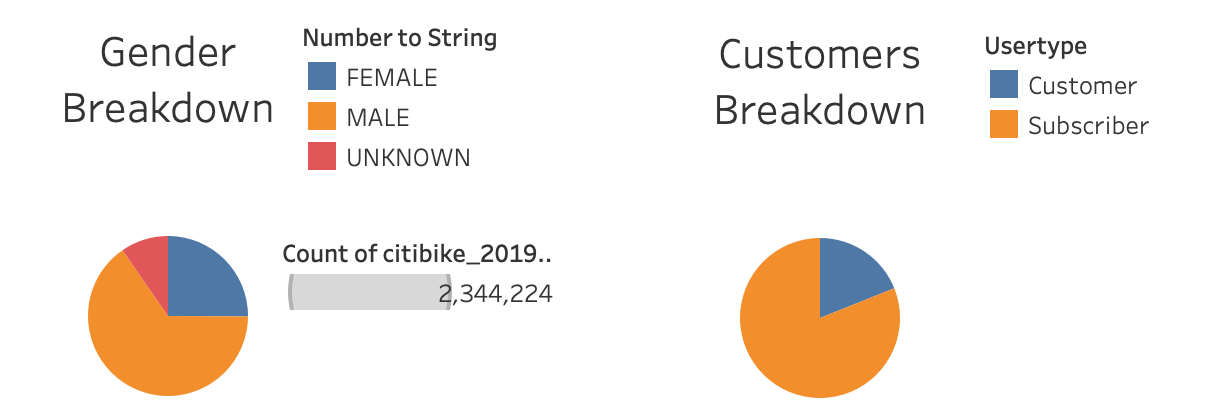 Gender
Breakdown
Number to String
FEMALE
MALE
UNKNOWN
Count of citibike_2019..
2,344,224
Customers
Breakdown
Usertype
Customer
Subscriber